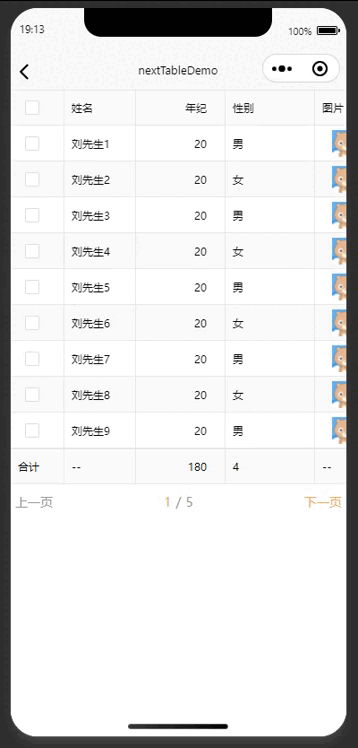 19:13 100%
nextTableDemo
姓名 年纪 性别 图片
刘先生1 20 男
刘先生2 20 女
刘先生3 20 男
刘先生4 20 女
刘先生5 20 男
刘先生6 20 女
刘先生7 20 男
刘先生8 20 女
刘先生9 20 男
合计 -- 180 4 --
上一页 1 / 5 下一页